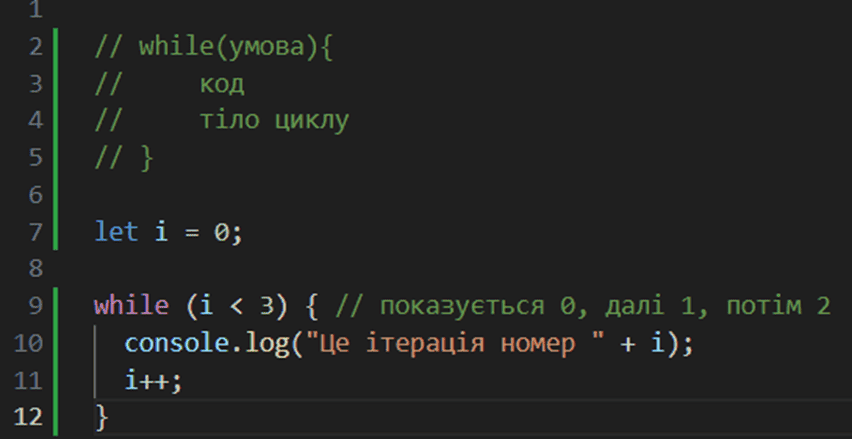 1
2 // while(умова){
3 //     код
4 //     тіло циклу
5 // }
6
7 let i = 0;
8
9 while (i < 3) { // показується 0, далі 1, потім 2
10   console.log("Це ітерація номер " + i);
11   i++;
12 }